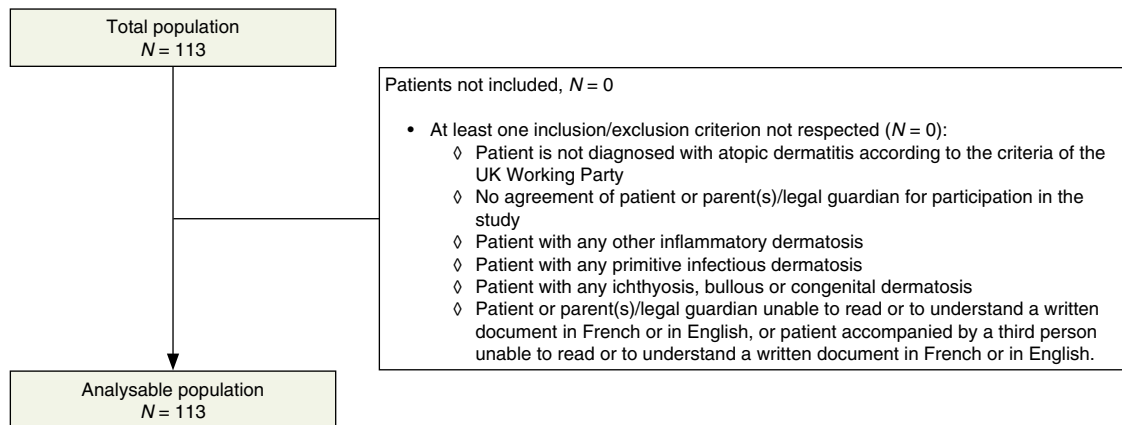 Total population
N = 113
Patients not included, N = 0
• At least one inclusion/exclusion criterion not respected (N = 0):
◊ Patient is not diagnosed with atopic dermatitis according to the criteria of the
UK Working Party
◊ No agreement of patient or parent(s)/legal guardian for participation in the
study
◊ Patient with any other inflammatory dermatosis
◊ Patient with any primitive infectious dermatosis
◊ Patient with any ichthyosis, bullous or congenital dermatosis
◊ Patient or parent(s)/legal guardian unable to read or to understand a written
document in French or in English, or patient accompanied by a third person
unable to read or to understand a written document in French or in English.
Analysable population
N = 113